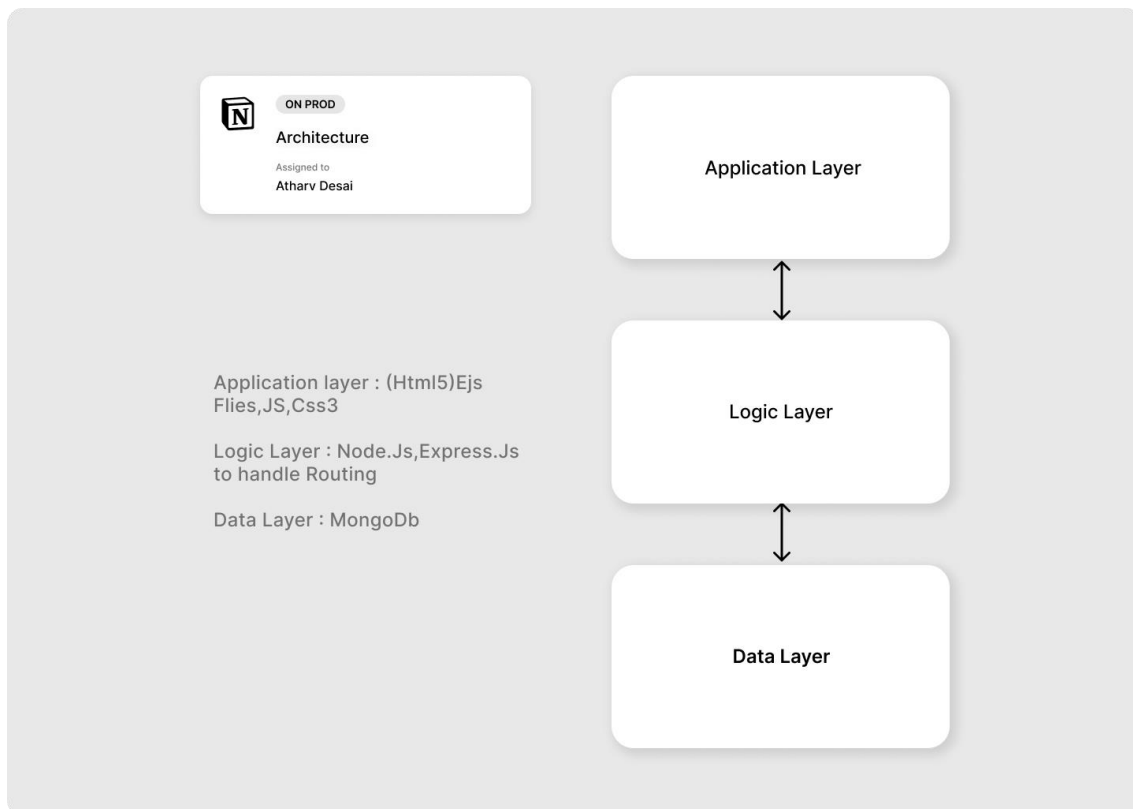 N
ON PROD
Architecture
Assigned to
Atharv Desai
Application Layer
Application layer : (Html5)Ejs
Flies,JS,Css3
Logic Layer : Node.Js,Express.Js
to handle Routing
Data Layer : MongoDb
Logic Layer
Data Layer